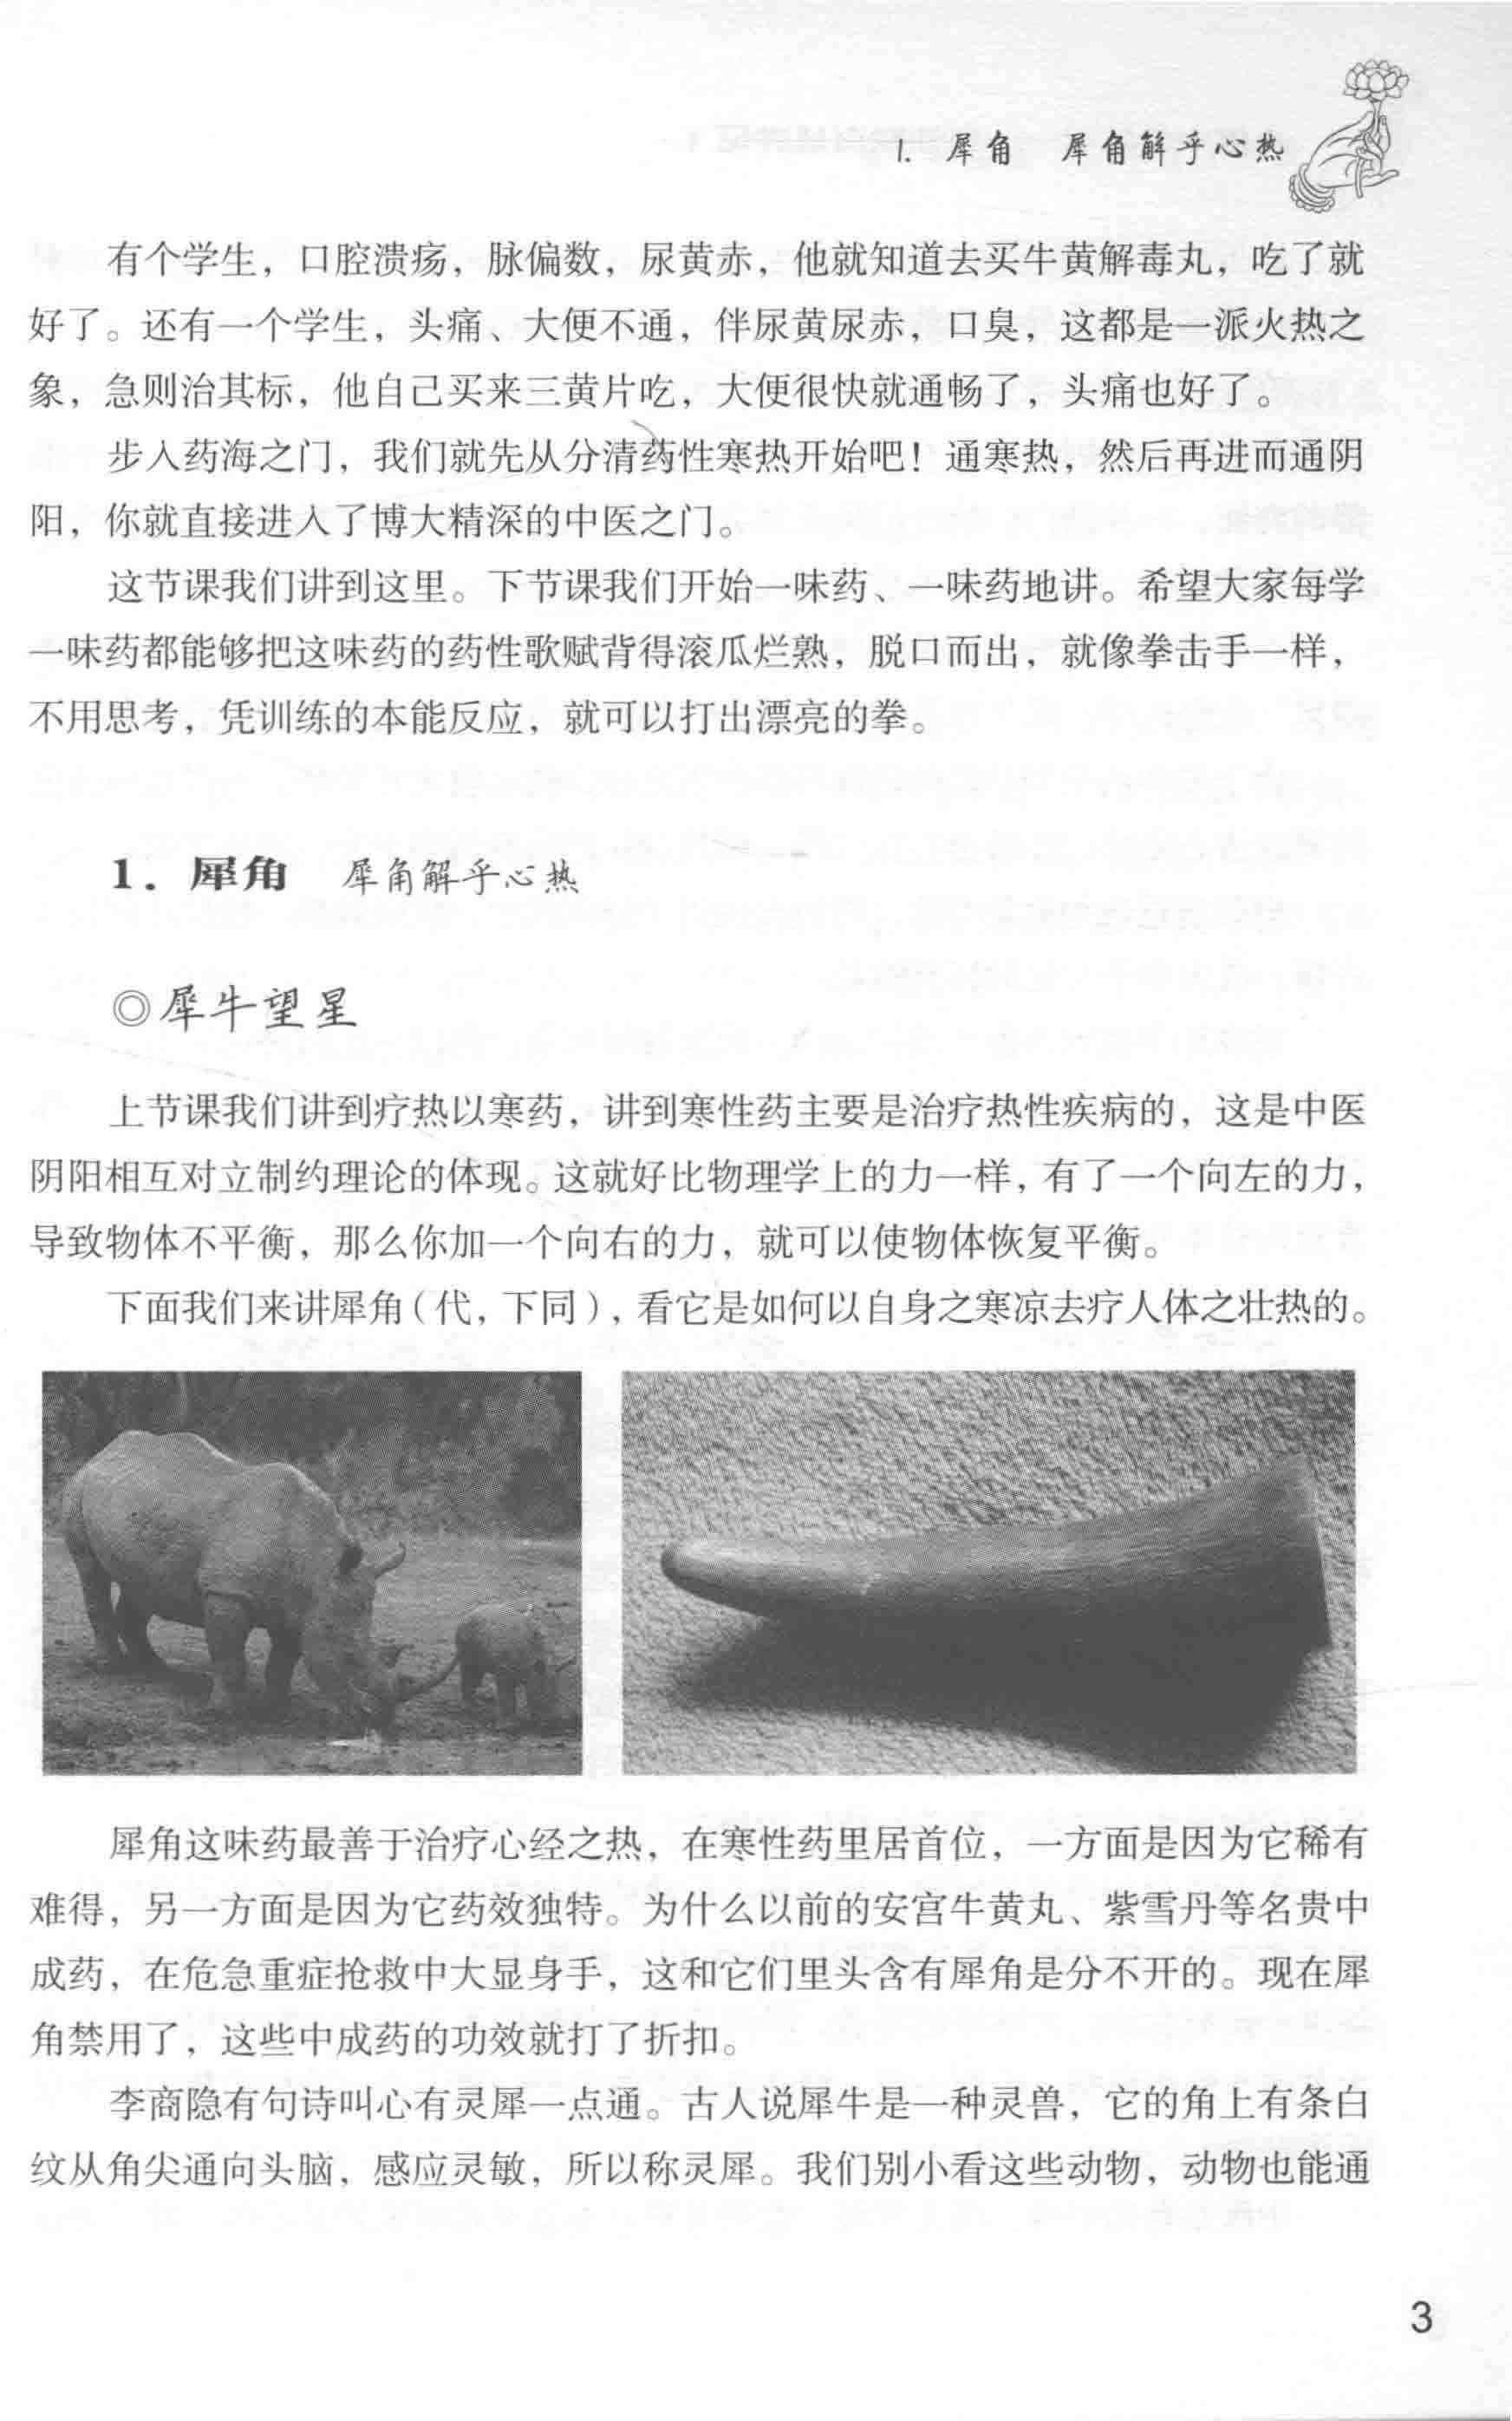 1. 犀角 犀角解乎心热
有个学生，口腔溃疡，脉偏数，尿黄赤，他就知道去买牛黄解毒丸，吃了就
好了。还有一个学生，头痛、大便不通，伴尿黄尿赤，口臭，这都是一派火热之
象，急则治其标，他自己买来三黄片吃，大便很快就通畅了，头痛也好了。
步入药海之门，我们就先从分清药性寒热开始吧！通寒热，然后再进而通阴
阳，你就直接进入了博大精深的中医之门。
这节课我们讲到这里。下节课我们开始一味药、一味药地讲。希望大家每学
一味药都能够把这味药的药性歌赋背得滚瓜烂熟，脱口而出，就像拳击手一样，
不用思考，凭训练的本能反应，就可以打出漂亮的拳。
1. 犀角 犀角解乎心热
◎犀牛望星
上节课我们讲到疗热以寒药，讲到寒性药主要是治疗热性疾病的，这是中医
阴阳相互对立制约理论的体现。这就好比物理学上的力一样，有了一个向左的力，
导致物体不平衡，那么你加一个向右的力，就可以使物体恢复平衡。
下面我们来讲犀角（代，下同），看它是如何以自身之寒凉去疗人体之壮热的。
犀角这味药最善于治疗心经之热，在寒性药里居首位，一方面是因为它稀有
难得，另一方面是因为它药效独特。为什么以前的安宫牛黄丸、紫雪丹等名贵中
成药，在危急重症抢救中大显身手，这和它们里头含有犀角是分不开的。现在犀
角禁用了，这些中成药的功效就打了折扣。
李商隐有句诗叫心有灵犀一点通。古人说犀牛是一种灵兽，它的角上有条白
纹从角尖通向头脑，感应灵敏，所以称灵犀。我们别小看这些动物，动物也能通
3